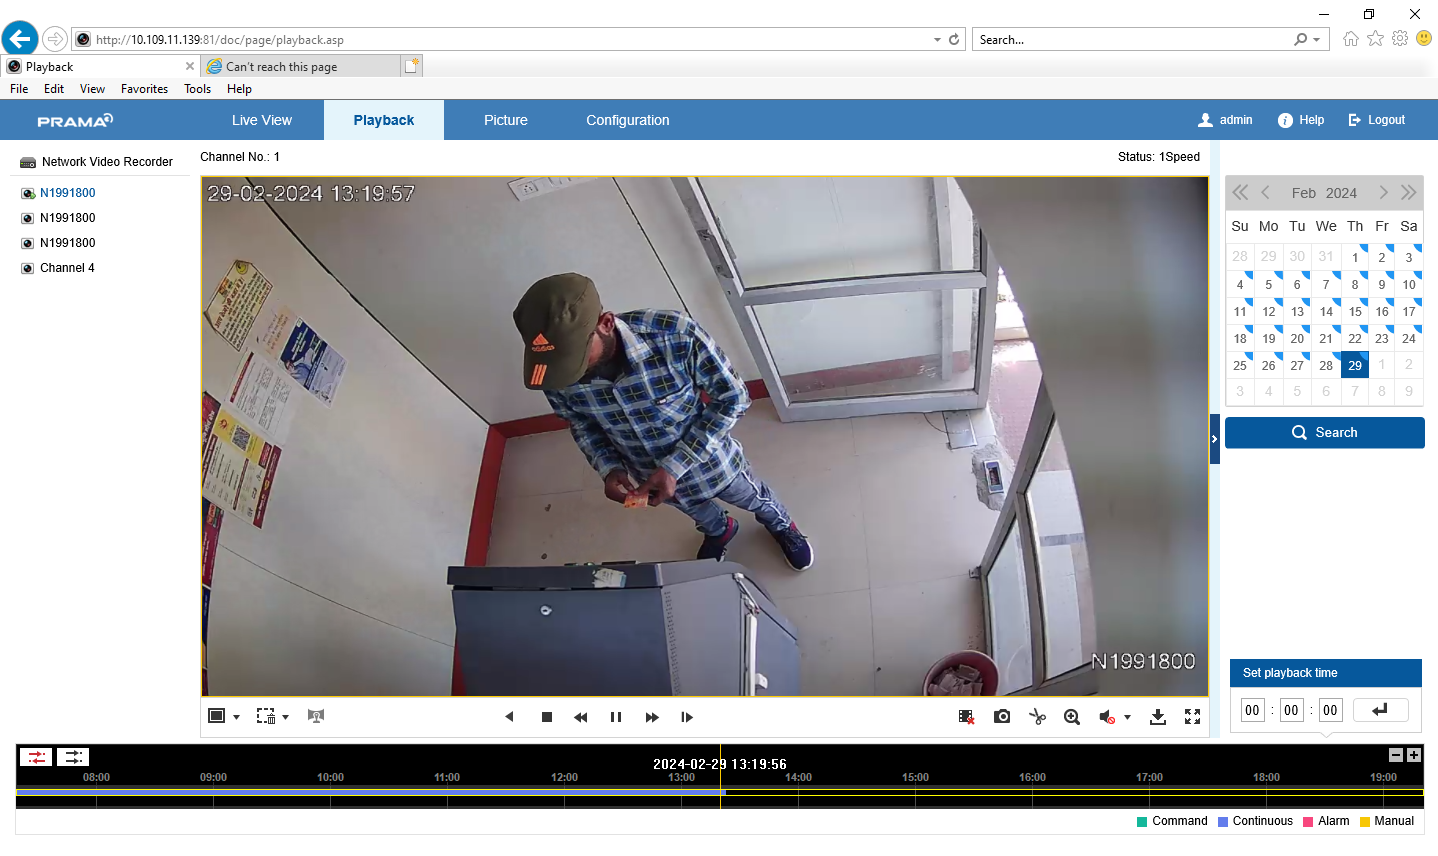 http://10.109.11.139:81/doc/page/playback.asp
Search...
Playback
Can't reach this page
File Edit View Favorites Tools Help
PRAMA
Live View
Playback
Picture
Configuration
admin
Help
Logout
Network Video Recorder
N1991800
N1991800
N1991800
Channel 4
Channel No.: 1
Status: 1Speed
29-02-2024 13:19:57
adidas
N1991800
Feb 2024
Su Mo Tu We Th Fr Sa
28 29 30 31 1 2 3
4 5 6 7 8 9 10
11 12 13 14 15 16 17
18 19 20 21 22 23 24
25 26 27 28 29 1 2
3 4 5 6 7 8 9
Search
Set playback time
00 : 00 : 00
2024-02-29 13:19:56
08:00 09:00 10:00 11:00 12:00 13:00 14:00 15:00 16:00 17:00 18:00 19:00
Command Continuous Alarm Manual